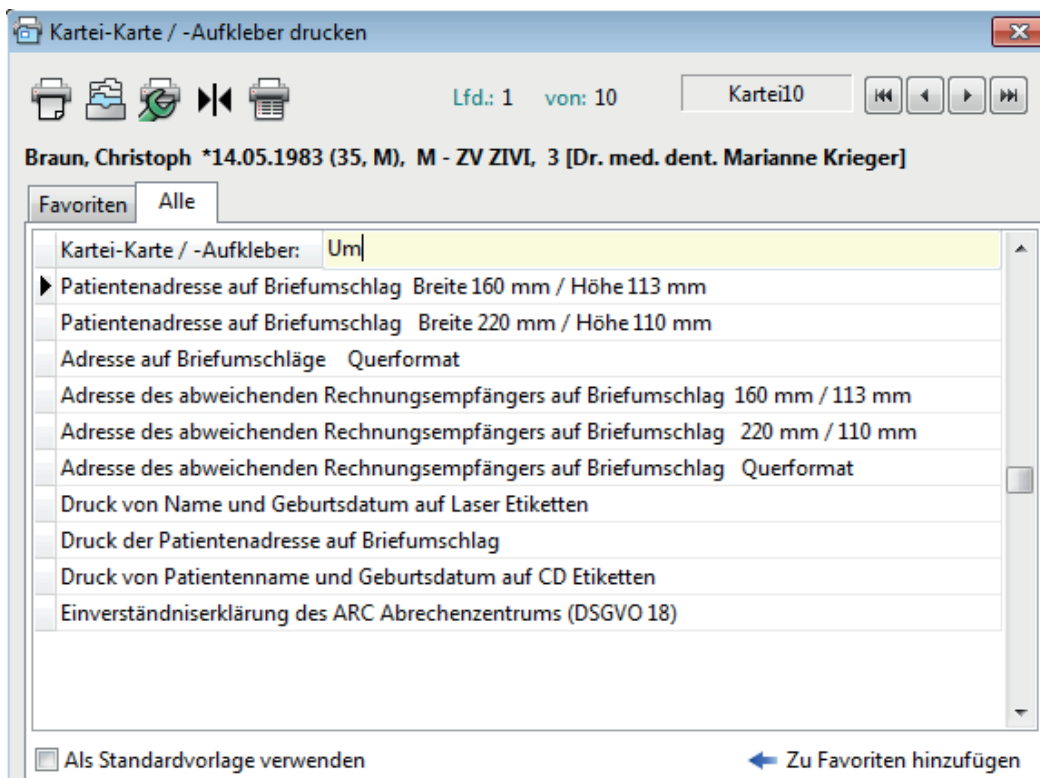 Kartei-Karte / -Aufkleber drucken
Lfd.: 1 von: 10 Kartei10
Braun, Christoph *14.05.1983 (35, M), M - ZV ZIVI, 3 [Dr. med. dent. Marianne Krieger]
Favoriten Alle
Kartei-Karte / -Aufkleber: Um
Patientenadresse auf Briefumschlag Breite 160 mm / Höhe 113 mm
Patientenadresse auf Briefumschlag Breite 220 mm / Höhe 110 mm
Adresse auf Briefumschläge Querformat
Adresse des abweichenden Rechnungsempfängers auf Briefumschlag 160 mm / 113 mm
Adresse des abweichenden Rechnungsempfängers auf Briefumschlag 220 mm / 110 mm
Adresse des abweichenden Rechnungsempfängers auf Briefumschlag Querformat
Druck von Name und Geburtsdatum auf Laser Etiketten
Druck der Patientenadresse auf Briefumschlag
Druck von Patientenname und Geburtsdatum auf CD Etiketten
Einverständniserklärung des ARC Abrechenzentrums (DSGVO 18)
Als Standardvorlage verwenden Zu Favoriten hinzufügen